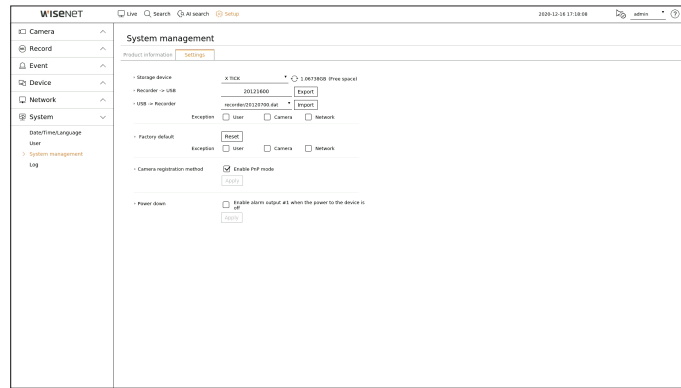 WISENET
Live Search AI search Setup 2020-12-16 17:18:08 admin
Camera
Record
Event
Device
Network
System
Date/Time/Language
User
System management
Log
System management
Product information Settings
Storage device X TICK 1.06738GB (Free space)
Recorder -> USB 20121600 Export
USB -> Recorder recorder/20120700.dat Import
Exception User Camera Network
Factory default Reset
Exception User Camera Network
Camera registration method Enable PnP mode
Apply
Power down Enable alarm output #1 when the power to the device is
off
Apply